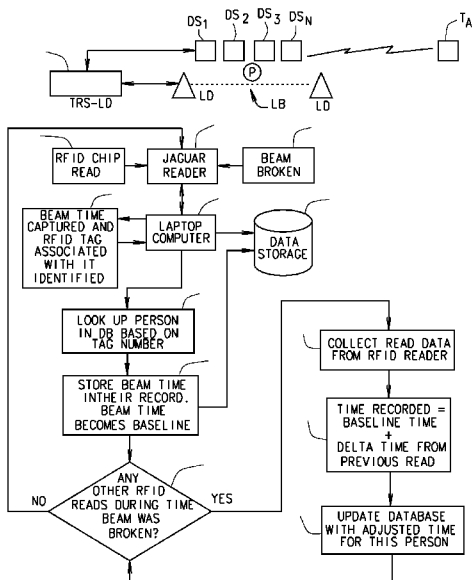 DS1 DS2 DS3 DSN TA
P
TRS-LD
LD
LB
LD
RFID CHIP
READ
JAGUAR
READER
BEAM
BROKEN
BEAM TIME
CAPTURED AND
RFID TAG
ASSOCIATED
WITH IT
IDENTIFIED
LAPTOP
COMPUTER
DATA
STORAGE
LOOK UP PERSON
IN DB BASED ON
TAG NUMBER
STORE BEAM TIME
INTHEIR RECORD.
BEAM TIME
BECOMES BASELINE
NO
ANY
OTHER RFID
READS DURING TIME
BEAM WAS
BROKEN?
YES
COLLECT READ DATA
FROM RFID READER
TIME RECORDED =
BASELINE TIME
+
DELTA TIME FROM
PREVIOUS READ
UPDATE DATABASE
WITH ADJUSTED TIME
FOR THIS PERSON